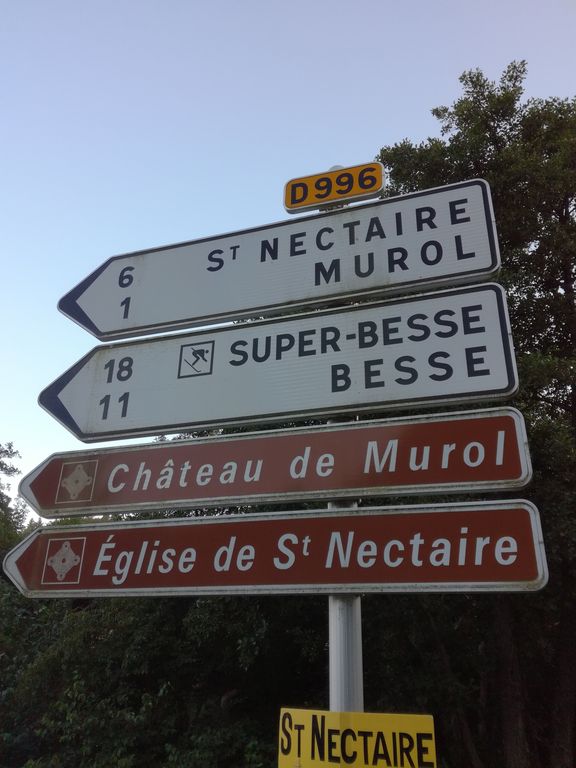 D 996
6 ST NECTAIRE
1 MUROL
18 SUPER-BESSE
11 BESSE
Château de Murol
Église de St Nectaire
ST NECTAIRE